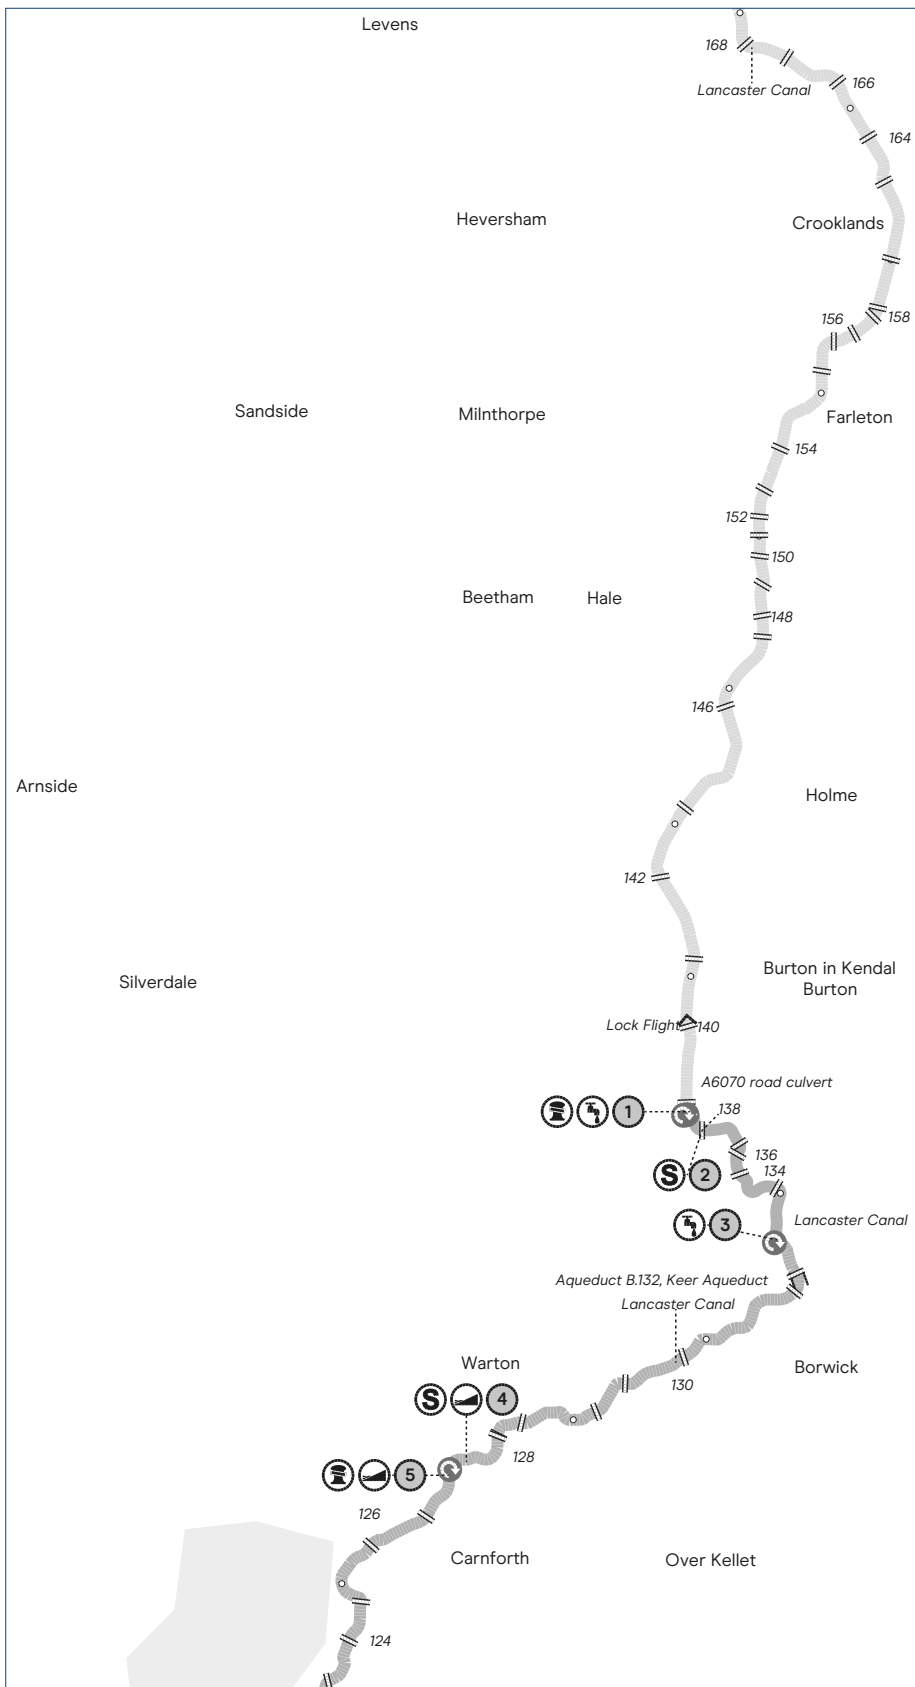 Levens
168
Lancaster Canal
166
164
Heversham
Crooklands
156
158
Sandside
Milnthorpe
Farleton
154
152
150
Beetham
Hale
148
146
Arnside
Holme
142
Silverdale
Burton in Kendal
Burton
Lock Flight
140
A6070 road culvert
1
138
136
S 2
134
3
Lancaster Canal
Aqueduct B.132, Keer Aqueduct
Lancaster Canal
Warton
Borwick
130
S 4
128
5
126
Carnforth
Over Kellet
124